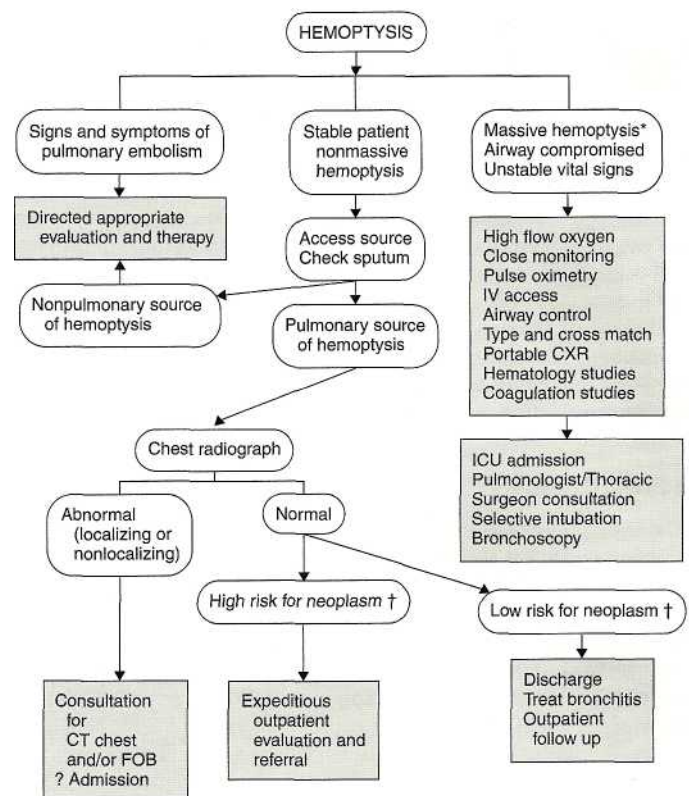 HEMOPTYSIS
Signs and symptoms of
pulmonary embolism
Stable patient
nonmassive
hemoptysis
Massive hemoptysis*
Airway compromised
Unstable vital signs
Directed appropriate
evaluation and therapy
Access source
Check sputum
High flow oxygen
Close monitoring
Pulse oximetry
IV access
Airway control
Type and cross match
Portable CXR
Hematology studies
Coagulation studies
Nonpulmonary source
of hemoptysis
Pulmonary source
of hemoptysis
Chest radiograph
ICU admission
Pulmonologist/Thoracic
Surgeon consultation
Selective intubation
Bronchoscopy
Abnormal
(localizing or
nonlocalizing)
Normal
High risk for neoplasm †
Low risk for neoplasm †
Consultation
for
CT chest
and/or FOB
? Admission
Expeditious
outpatient
evaluation and
referral
Discharge
Treat bronchitis
Outpatient
follow up